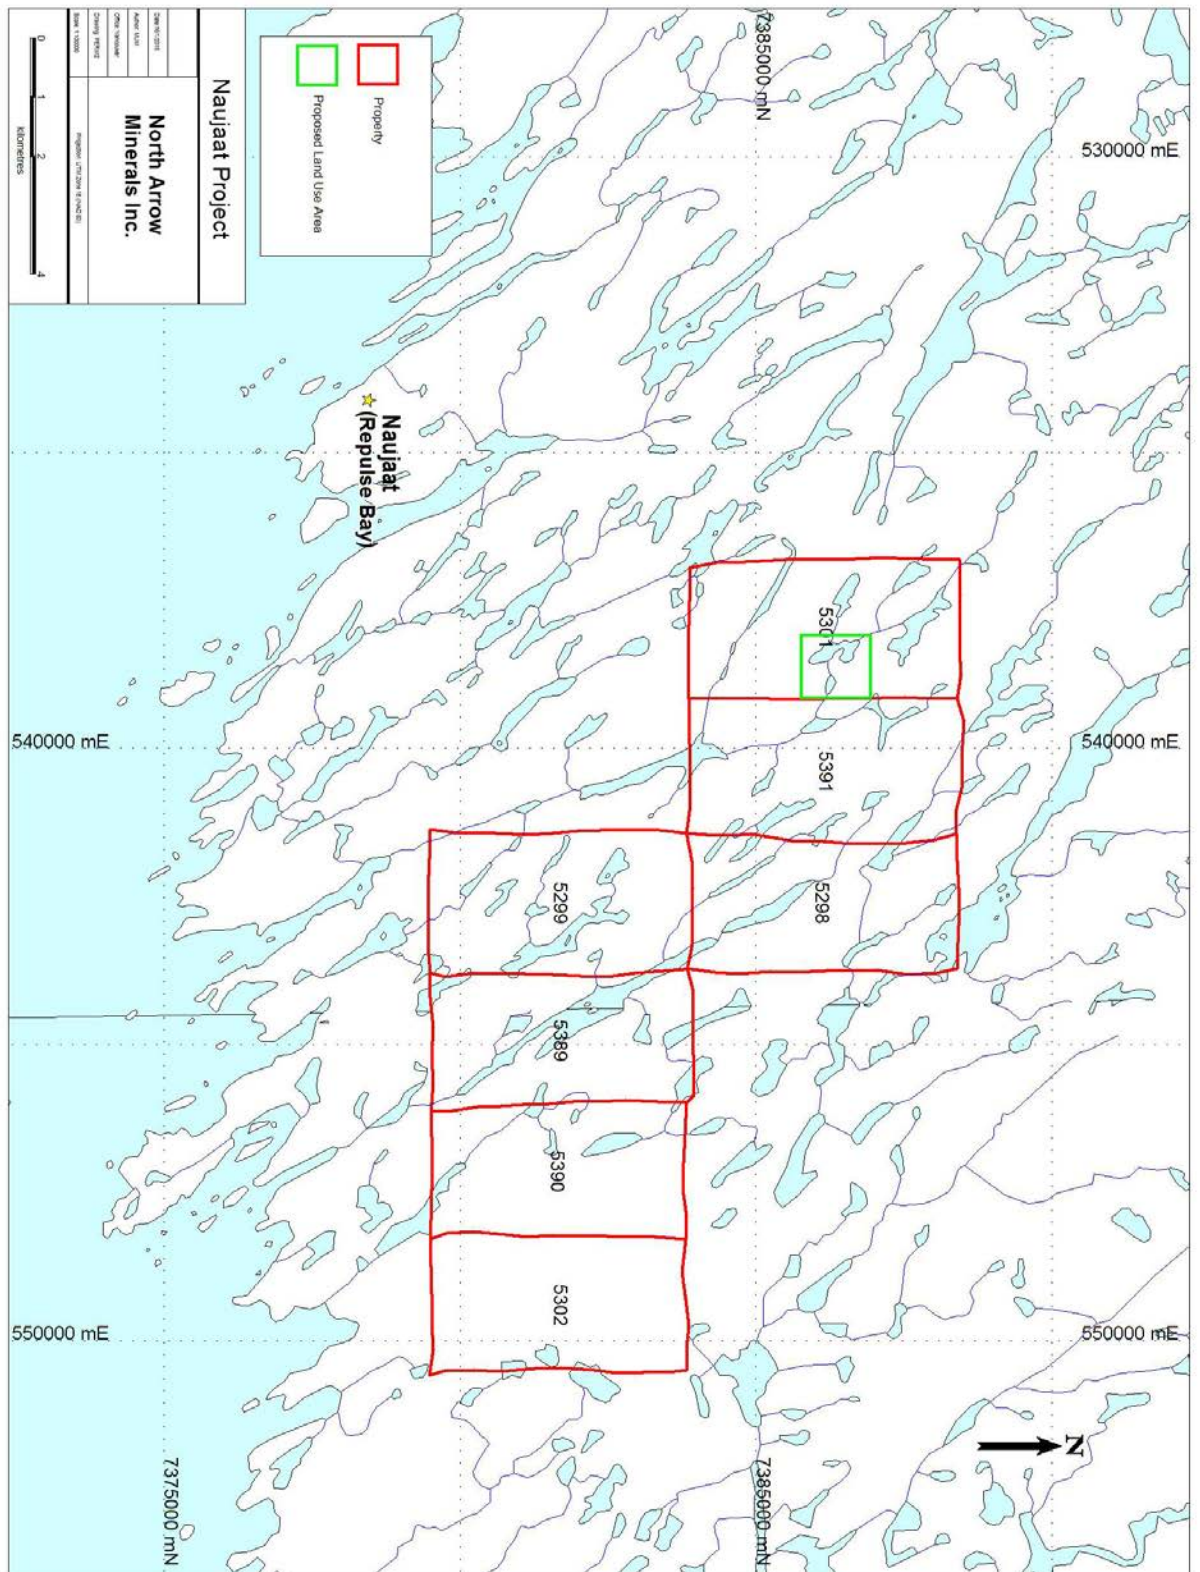 7385000 mN
530000 mE
540000 mE
540000 mE
550000 mE
550000 mE
7375000 mN
7385000 mN
N
Naujaat
(Repulse Bay)
5301
5391
5298
5299
5389
5390
5302
Property
Proposed Land Use Area
Naujaat Project
North Arrow
Minerals Inc.
0 1 2 4
kilometres